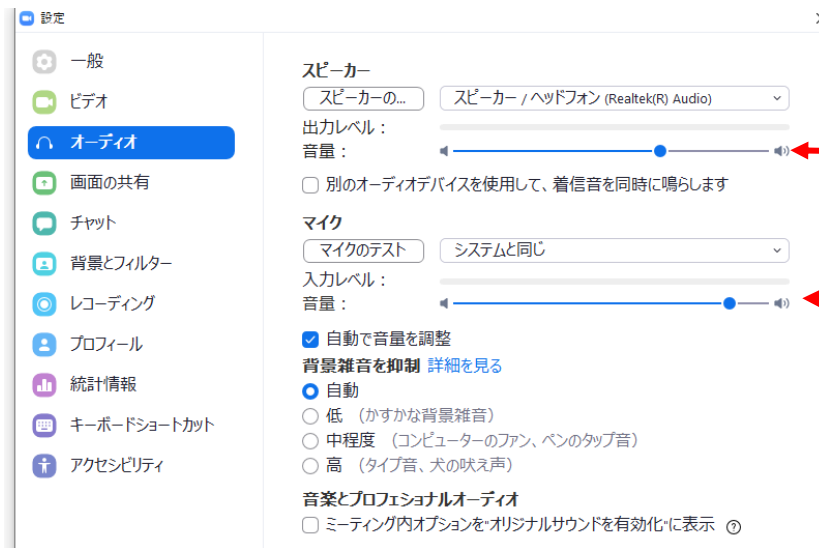 設定
一般
ビデオ
オーディオ
画面の共有
チャット
背景とフィルター
レコーディング
プロフィール
統計情報
キーボードショートカット
アクセシビリティ
スピーカー
スピーカーの... スピーカー / ヘッドフォン (Realtek(R) Audio)
出力レベル：
音量：
別のオーディオデバイスを使用して、着信音を同時に鳴らします
マイク
マイクのテスト システムと同じ
入力レベル：
音量：
自動で音量を調整
背景雑音を抑制 詳細を見る
自動
低 （かすかな背景雑音）
中程度 （コンピューターのファン、ペンのタップ音）
高 （タイプ音、犬の吠え声）
音楽とプロフェショナルオーディオ
ミーティング内オプションを"オリジナルサウンドを有効化"に表示